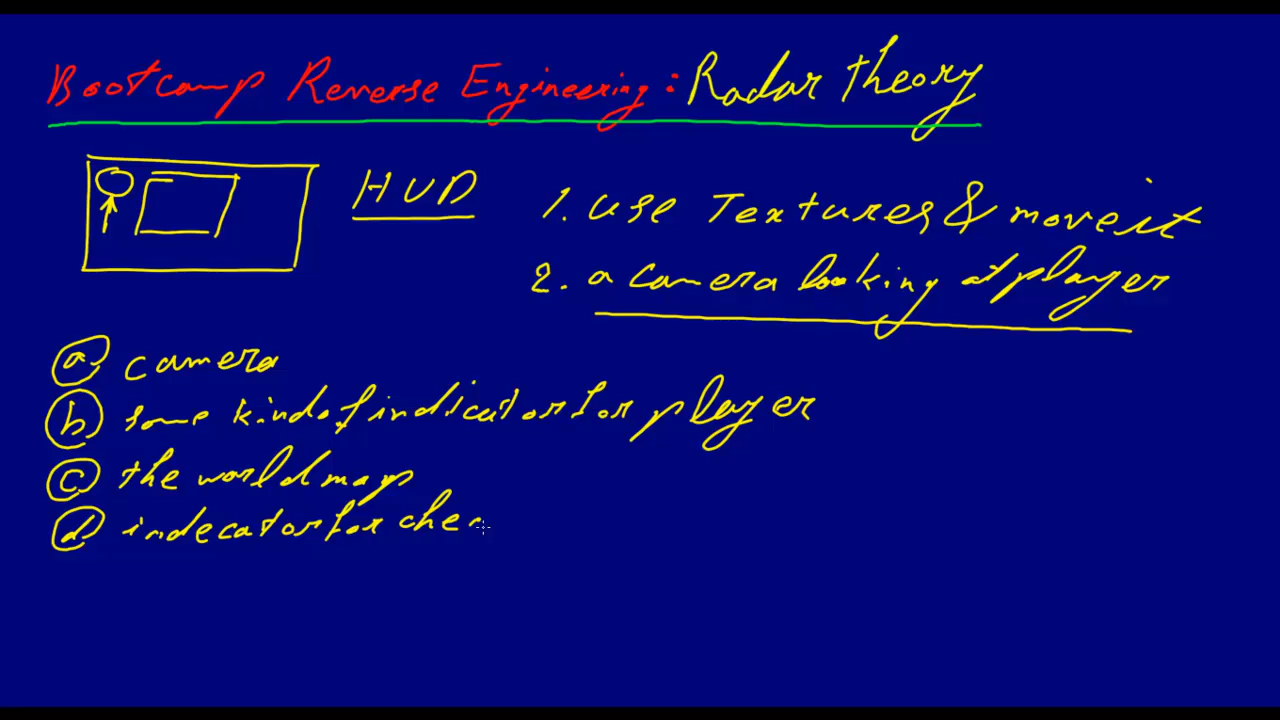 Bootcamp Reverse Engineering: Radar Theory
HUD
1. use Textures & move it
2. a camera looking at player
a camera
b some kind of indicator for player
c the world map
d indecator for che